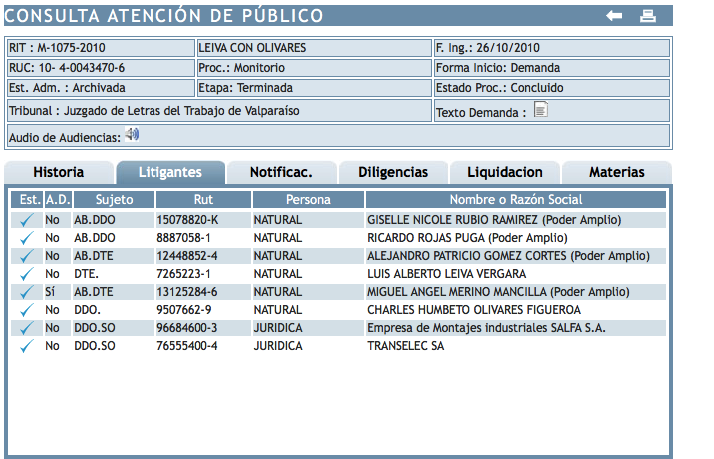 CONSULTA ATENCIÓN DE PÚBLICO
RIT : M-1075-2010 LEIVA CON OLIVARES F. Ing.: 26/10/2010
RUC: 10- 4-0043470-6 Proc.: Monitorio Forma Inicio: Demanda
Est. Adm. : Archivada Etapa: Terminada Estado Proc.: Concluido
Tribunal : Juzgado de Letras del Trabajo de Valparaíso Texto Demanda :
Audio de Audiencias:
Historia Litigantes Notificac. Diligencias Liquidacion Materias
Est. A.D. Sujeto Rut Persona Nombre o Razón Social
No AB.DDO 15078820-K NATURAL GISELLE NICOLE RUBIO RAMIREZ (Poder Amplio)
No AB.DDO 8887058-1 NATURAL RICARDO ROJAS PUGA (Poder Amplio)
No AB.DTE 12448852-4 NATURAL ALEJANDRO PATRICIO GOMEZ CORTES (Poder Amplio)
No DTE. 7265223-1 NATURAL LUIS ALBERTO LEIVA VERGARA
Sí AB.DTE 13125284-6 NATURAL MIGUEL ANGEL MERINO MANCILLA (Poder Amplio)
No DDO. 9507662-9 NATURAL CHARLES HUMBETO OLIVARES FIGUEROA
No DDO.SO 96684600-3 JURIDICA Empresa de Montajes industriales SALFA S.A.
No DDO.SO 76555400-4 JURIDICA TRANSELEC SA